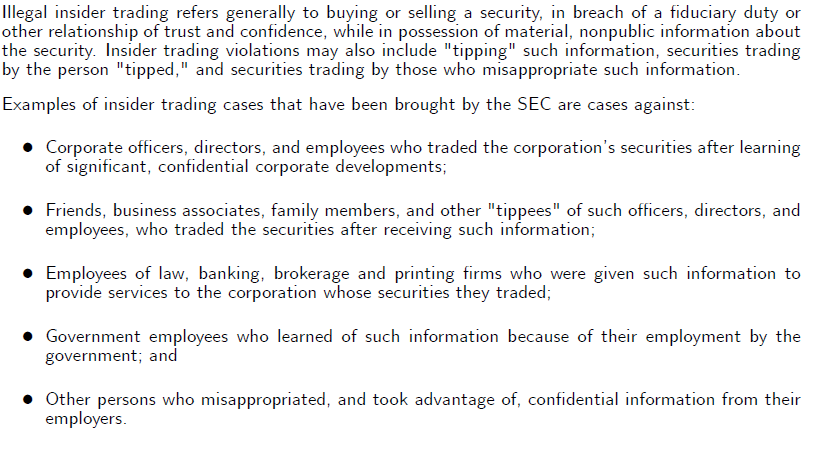 Illegal insider trading refers generally to buying or selling a security, in breach of a fiduciary duty or
other relationship of trust and confidence, while in possession of material, nonpublic information about
the security. Insider trading violations may also include "tipping" such information, securities trading
by the person "tipped," and securities trading by those who misappropriate such information.
Examples of insider trading cases that have been brought by the SEC are cases against:
● Corporate officers, directors, and employees who traded the corporation's securities after learning
of significant, confidential corporate developments;
● Friends, business associates, family members, and other "tippees" of such officers, directors, and
employees, who traded the securities after receiving such information;
● Employees of law, banking, brokerage and printing firms who were given such information to
provide services to the corporation whose securities they traded;
● Government employees who learned of such information because of their employment by the
government; and
● Other persons who misappropriated, and took advantage of, confidential information from their
employers.